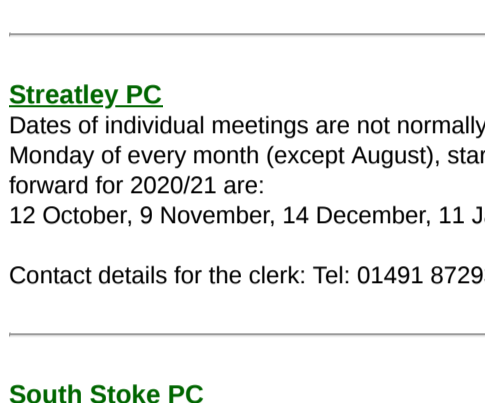 Streatley PC
Dates of individual meetings are not normally
Monday of every month (except August),
forward for 2020/21 are:
12 October, 9 November, 14 December, 11
Contact details for the clerk: Tel: 01491 8729
South Stoke PC